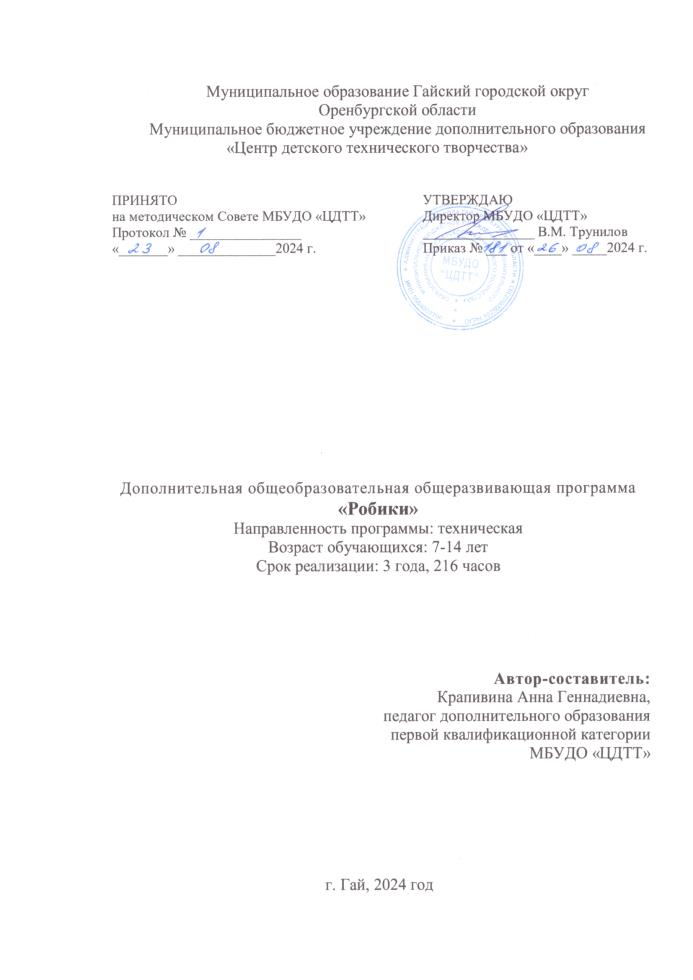 Муниципальное образование Гайский городской округ
Оренбургской области
Муниципальное бюджетное учреждение дополнительного образования
«Центр детского технического творчества»
ПРИНЯТО
на методическом Совете МБУДО «ЦДТТ»
Протокол № 1
«23» 08 2024 г.
УТВЕРЖДАЮ
Директор МБУДО «ЦДТТ»
В.М. Трунилов
Приказ №181 от «26» 08 2024 г.
МБУДО
"ЦДТТ"
Дополнительная общеобразовательная общеразвивающая программа
«Робики»
Направленность программы: техническая
Возраст обучающихся: 7-14 лет
Срок реализации: 3 года, 216 часов
Автор-составитель:
Крапивина Анна Геннадиевна,
педагог дополнительного образования
первой квалификационной категории
МБУДО «ЦДТТ»
г. Гай, 2024 год